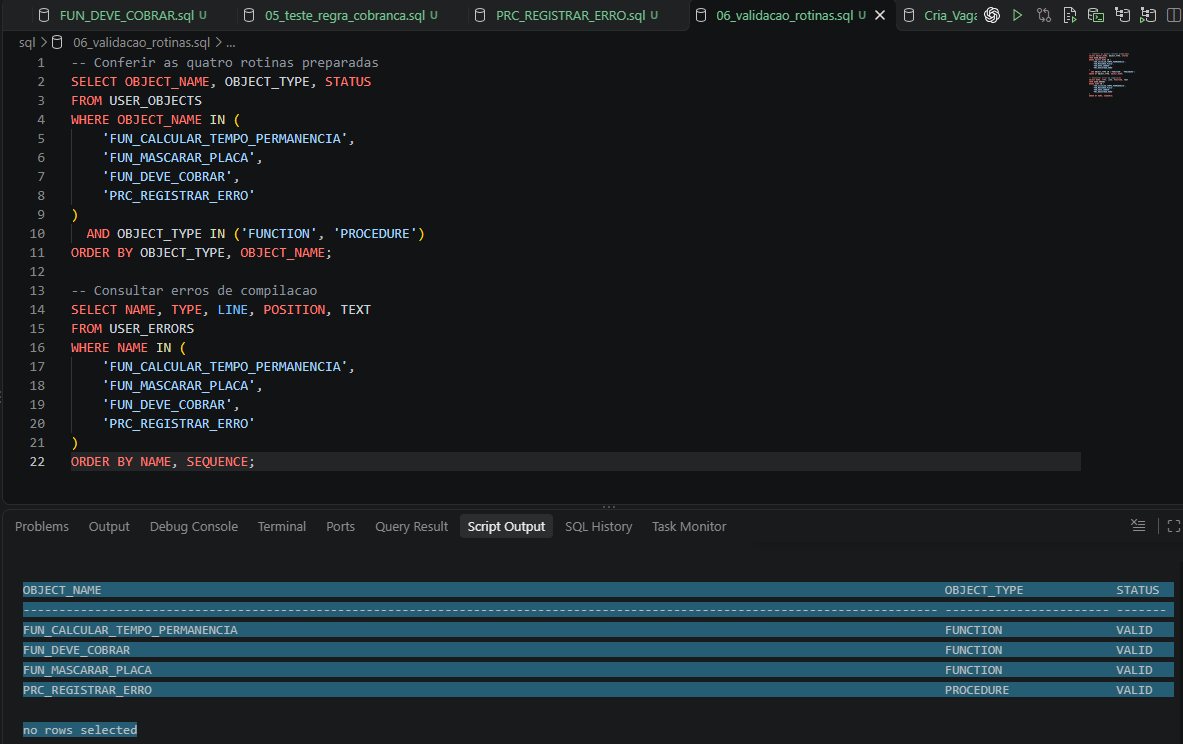 FUN_DEVE_COBRAR.sql U 05_teste_regra_cobranca.sql U PRC_REGISTRAR_ERRO.sql U 06_validacao_rotinas.sql U Cria_Vaga
sql > 06_validacao_rotinas.sql > ...
1 -- Conferir as quatro rotinas preparadas
2 SELECT OBJECT_NAME, OBJECT_TYPE, STATUS
3 FROM USER_OBJECTS
4 WHERE OBJECT_NAME IN (
5 'FUN_CALCULAR_TEMPO_PERMANENCIA',
6 'FUN_MASCARAR_PLACA',
7 'FUN_DEVE_COBRAR',
8 'PRC_REGISTRAR_ERRO'
9 )
10 AND OBJECT_TYPE IN ('FUNCTION', 'PROCEDURE')
11 ORDER BY OBJECT_TYPE, OBJECT_NAME;
12
13 -- Consultar erros de compilacao
14 SELECT NAME, TYPE, LINE, POSITION, TEXT
15 FROM USER_ERRORS
16 WHERE NAME IN (
17 'FUN_CALCULAR_TEMPO_PERMANENCIA',
18 'FUN_MASCARAR_PLACA',
19 'FUN_DEVE_COBRAR',
20 'PRC_REGISTRAR_ERRO'
21 )
22 ORDER BY NAME, SEQUENCE;
Problems Output Debug Console Terminal Ports Query Result Script Output SQL History Task Monitor
OBJECT_NAME OBJECT_TYPE STATUS
FUN_CALCULAR_TEMPO_PERMANENCIA FUNCTION VALID
FUN_DEVE_COBRAR FUNCTION VALID
FUN_MASCARAR_PLACA FUNCTION VALID
PRC_REGISTRAR_ERRO PROCEDURE VALID
no rows selected